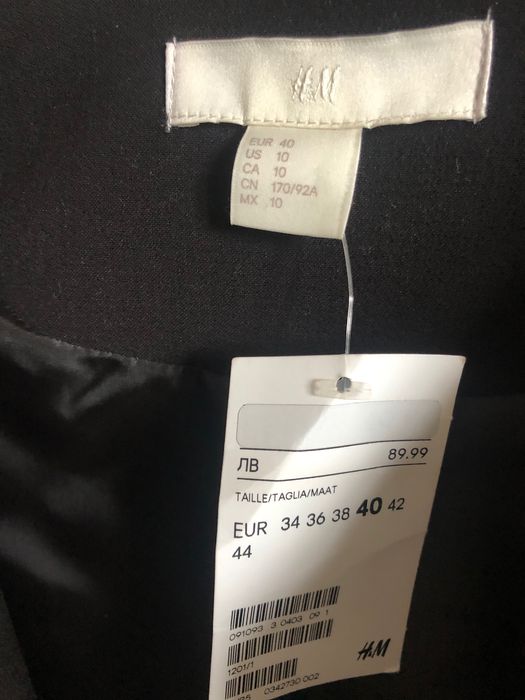 H&M
EUR 40
US 10
CA 10
CN 170/92A
MX 10
ЛВ 89.99
TAILLE/TAGLIA/MAAT
EUR 34 36 38 40 42
44
091093 3 0403 09 1
1201/1
0342730 002
H&M